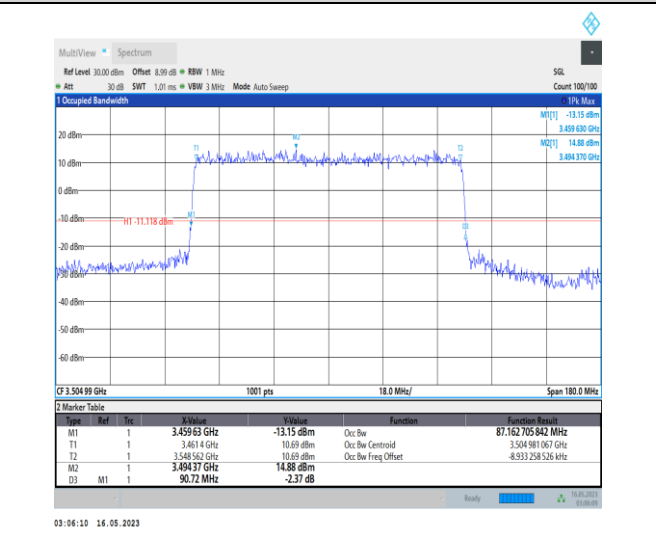 MultiView Spectrum
Ref Level 30.00 dBm Offset 8.99 dB RBW 1 MHz SGL
Att 30 dB SWT 1.01 ms VBW 3 MHz Mode Auto Sweep Count 100/100
1 Occupied Bandwidth 1Pk Max
M1[1] -13.15 dBm
3.459 630 GHz
M2[1] 14.88 dBm
3.494 370 GHz
20 dBm
M2
T1
T2
10 dBm
0 dBm
M1
-10 dBm
H1 -11.118 dBm
D3
-20 dBm
-30 dBm
-40 dBm
-50 dBm
-60 dBm
CF 3.504 99 GHz 1001 pts 18.0 MHz/ Span 180.0 MHz
2 Marker Table
Type Ref Trc X-Value Y-Value Function Function Result
M1 1 3.459 63 GHz -13.15 dBm Occ Bw 87.162 705 842 MHz
T1 1 3.461 4 GHz 10.69 dBm Occ Bw Centroid 3.504 981 067 GHz
T2 1 3.548 562 GHz 10.69 dBm Occ Bw Freq Offset -8.933 258 526 kHz
M2 1 3.494 37 GHz 14.88 dBm
D3 M1 1 90.72 MHz -2.37 dB
Ready 16.05.2023
03:06:09
03:06:10 16.05.2023